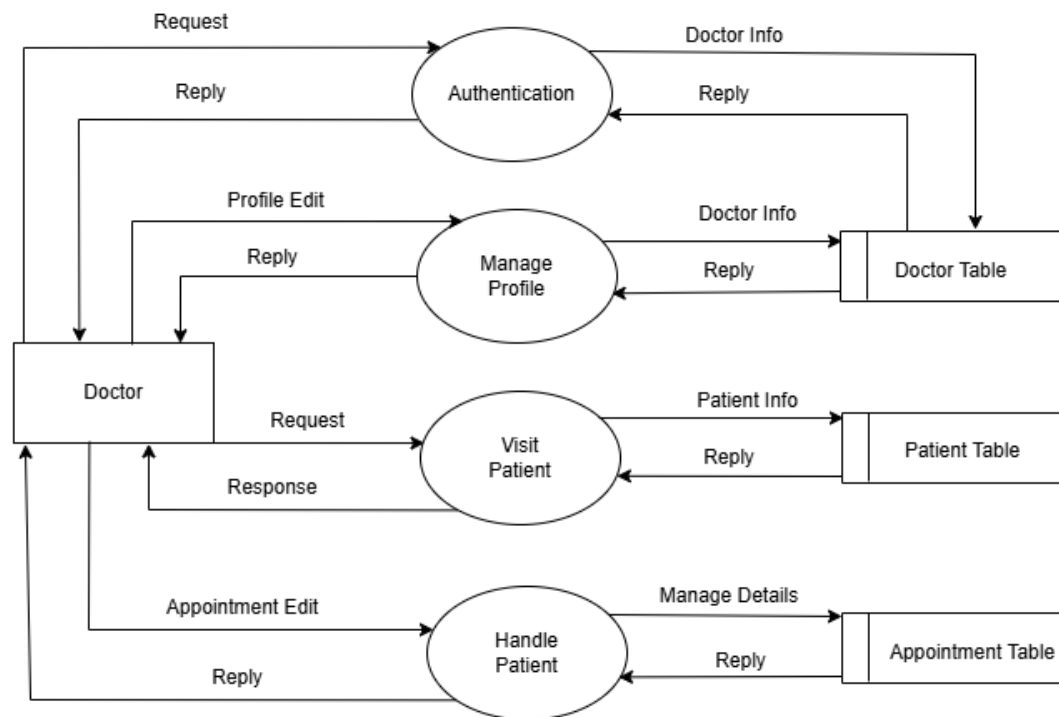 Request
Doctor Info
Authentication
Reply
Reply
Profile Edit
Doctor Info
Manage
Profile
Reply
Reply
Doctor Table
Doctor
Request
Patient Info
Visit
Patient
Reply
Patient Table
Response
Appointment Edit
Manage Details
Handle
Patient
Reply
Appointment Table
Reply